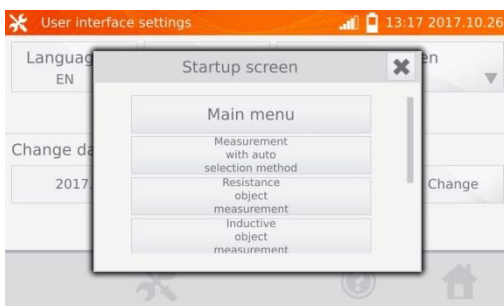 User interface settings
13:17 2017.10.26
Startup screen
Languag
EN
en
Main menu
Measurement
with auto
selection method
Change da
2017.
Resistance
object
measurement
Change
Inductive
object
measurement